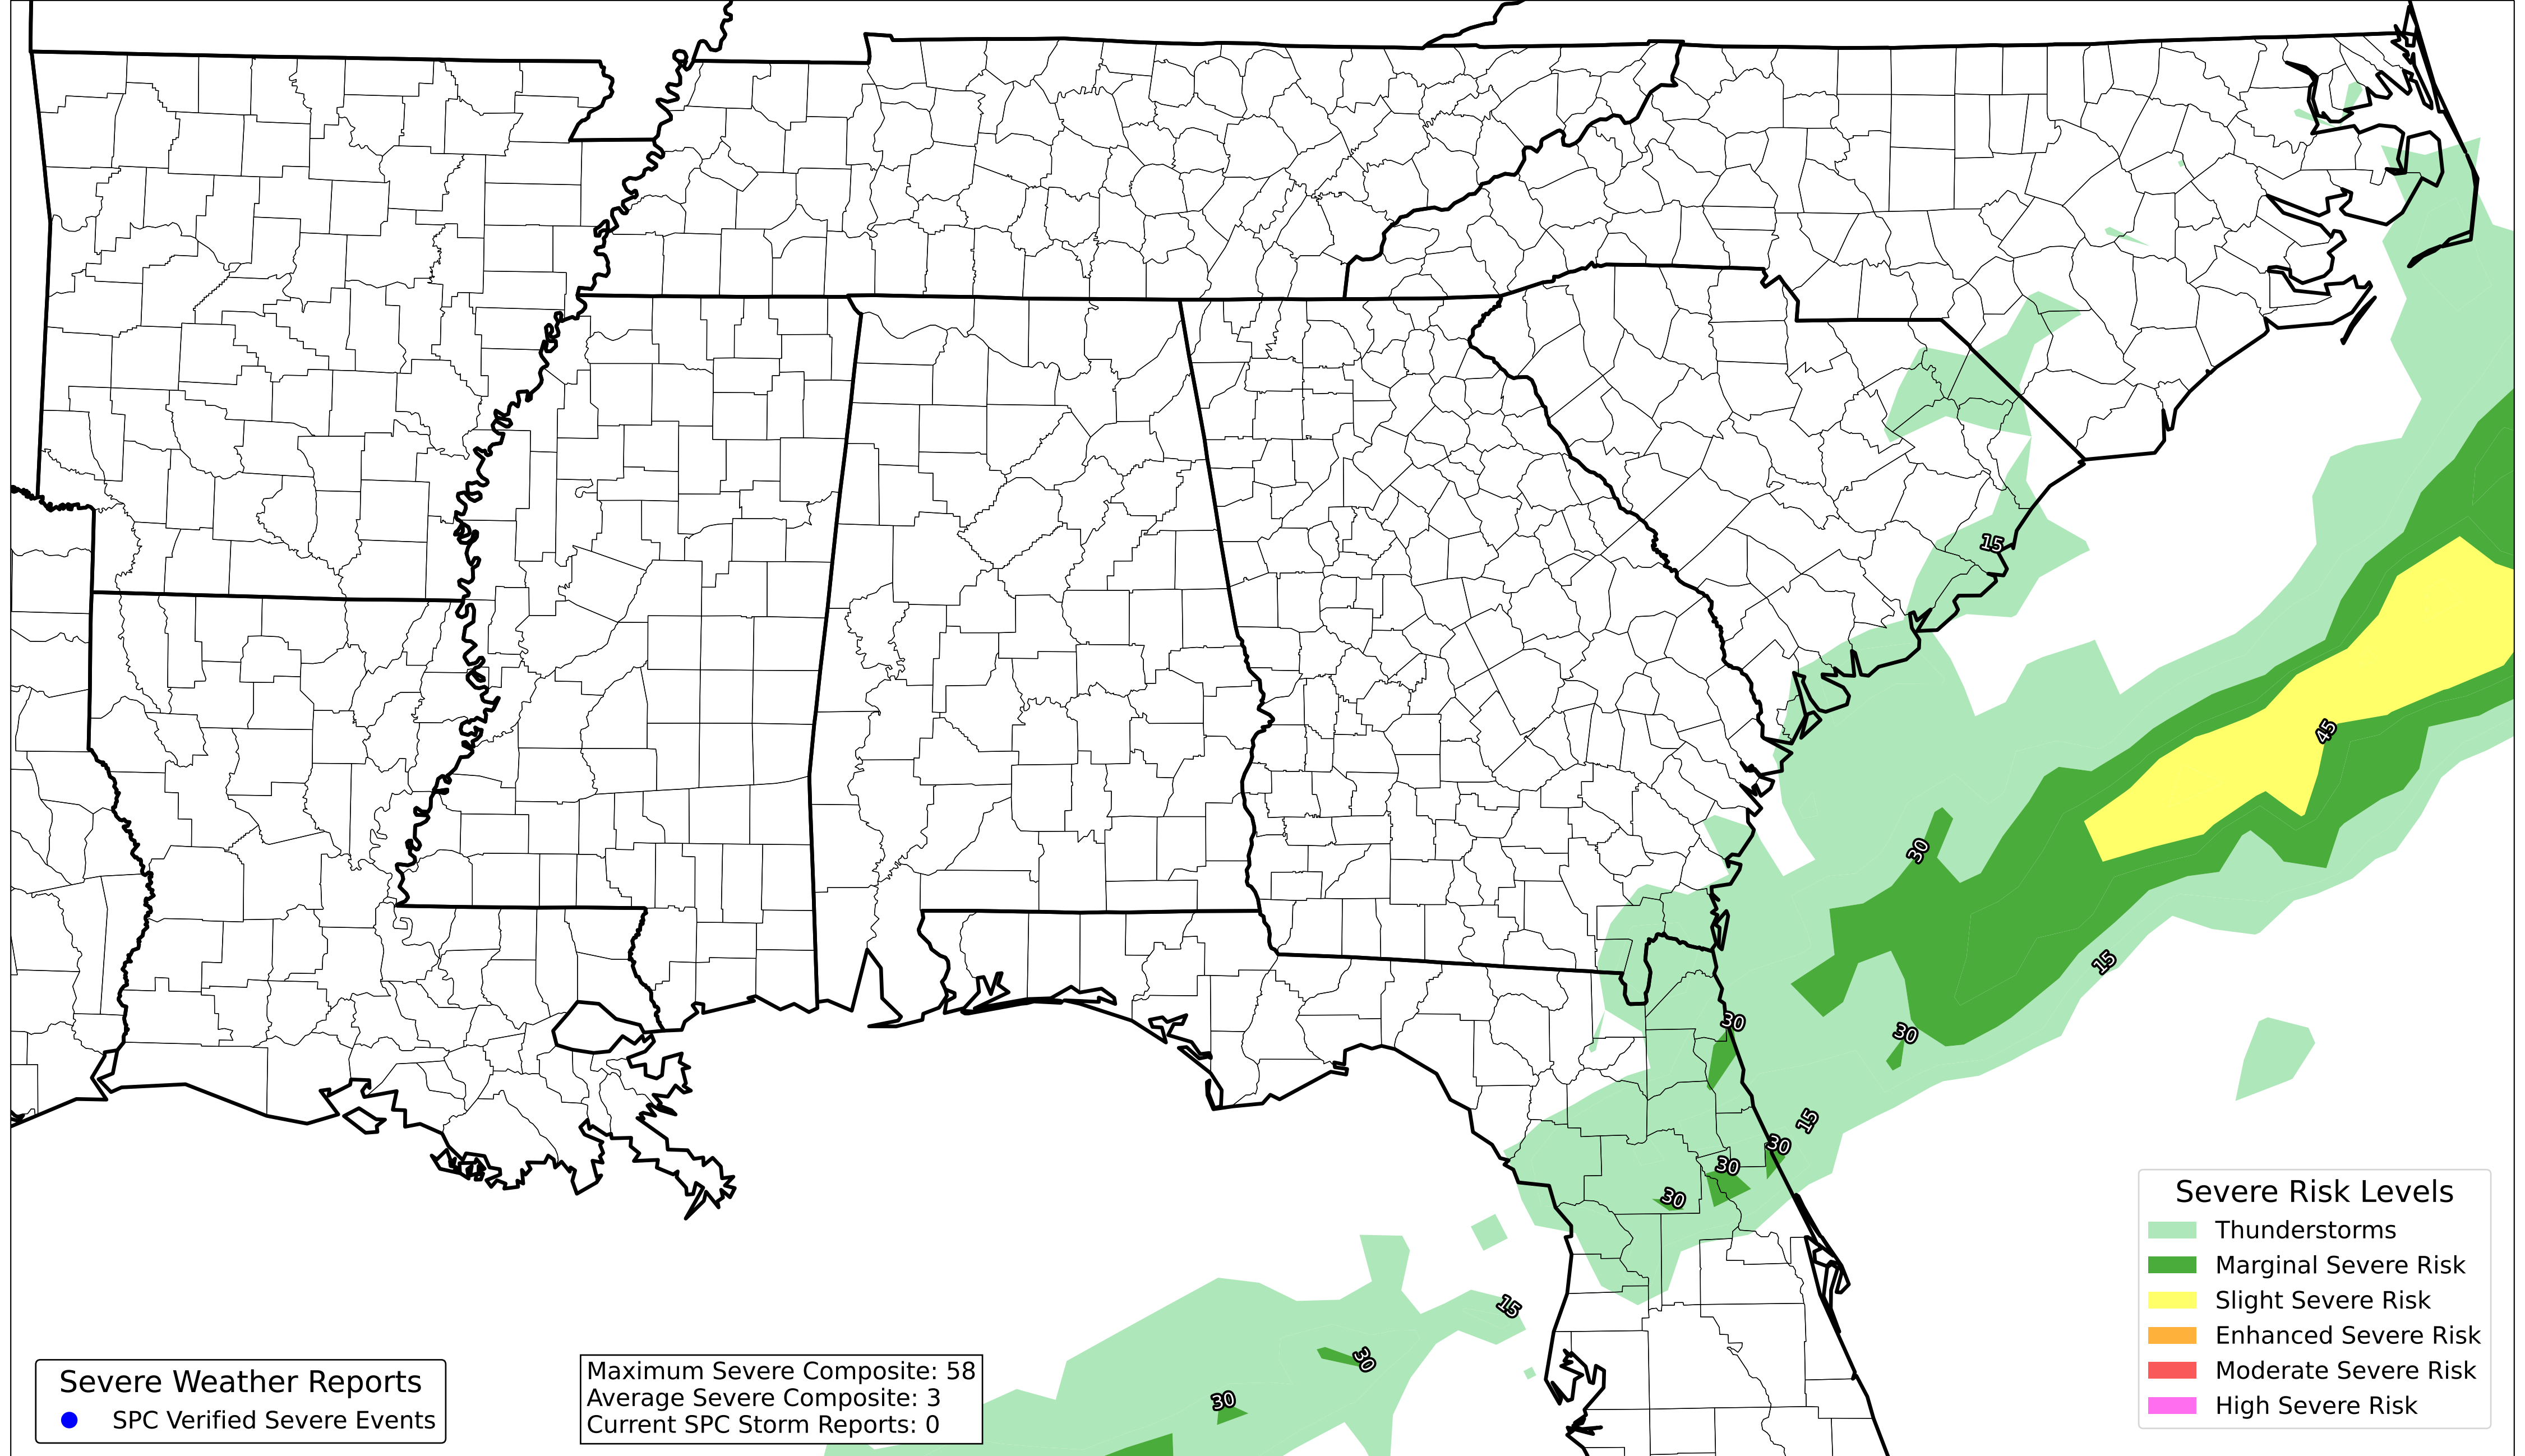 15
45
30
15
30
30
15
30
30
30
15
30
30
Severe Risk Levels
Thunderstorms
Marginal Severe Risk
Slight Severe Risk
Enhanced Severe Risk
Moderate Severe Risk
High Severe Risk
Severe Weather Reports
SPC Verified Severe Events
Maximum Severe Composite: 58
Average Severe Composite: 3
Current SPC Storm Reports: 0